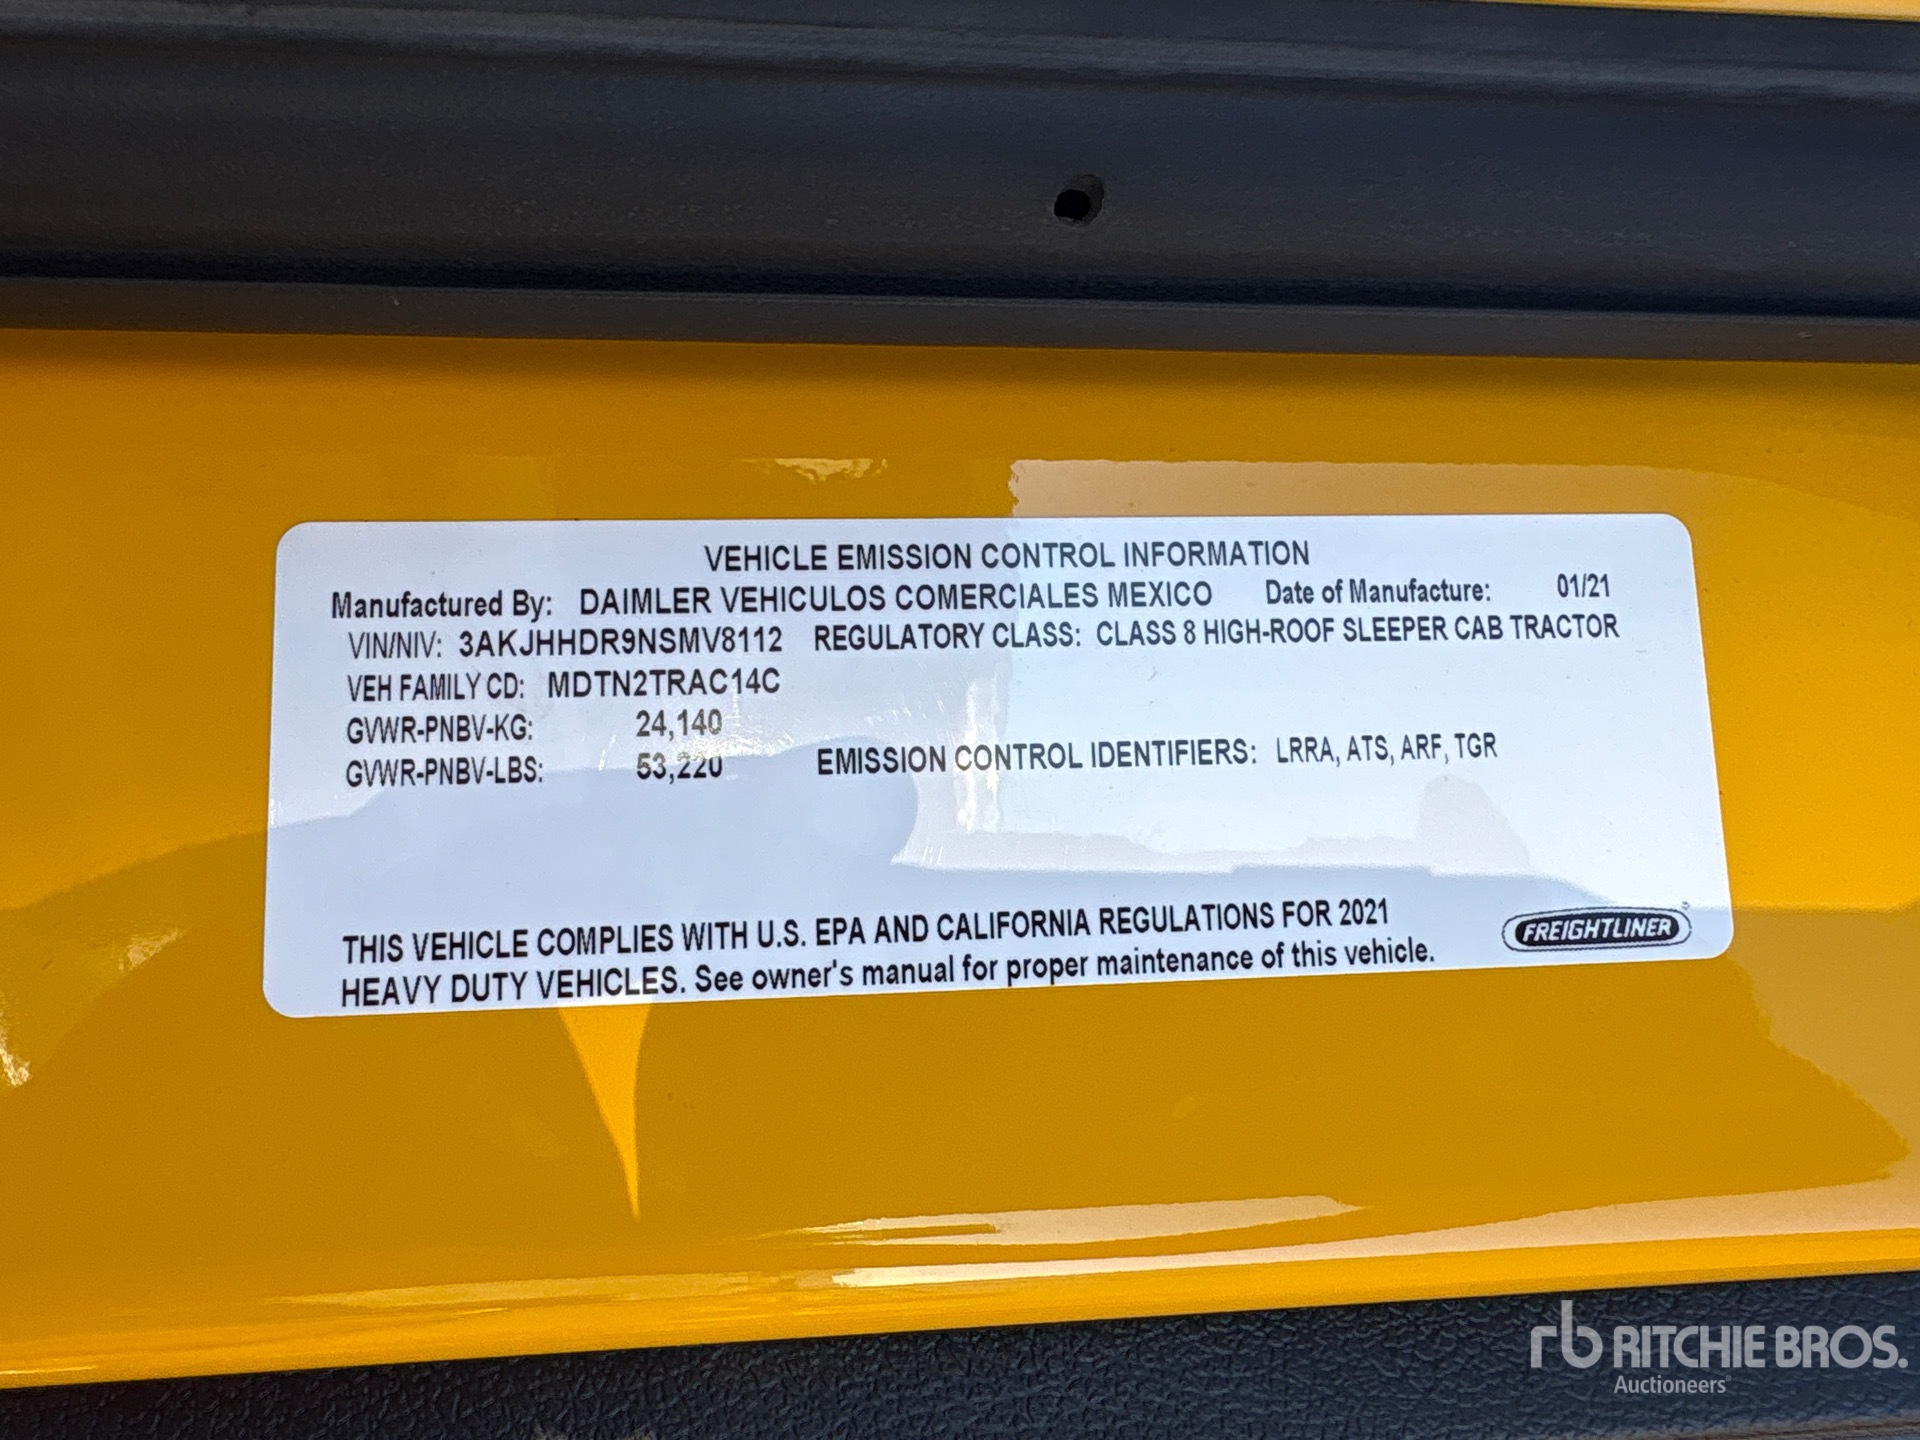 VEHICLE EMISSION CONTROL INFORMATION
Manufactured By: DAIMLER VEHICULOS COMERCIALES MEXICO Date of Manufacture: 01/21
VIN/NIV: 3AKJHHDR9NSMV8112 REGULATORY CLASS: CLASS 8 HIGH-ROOF SLEEPER CAB TRACTOR
VEH FAMILY CD: MDTN2TRAC14C
GVWR-PNBV-KG: 24,140
GVWR-PNBV-LBS: 53,220 EMISSION CONTROL IDENTIFIERS: LRRA, ATS, ARF, TGR
THIS VEHICLE COMPLIES WITH U.S. EPA AND CALIFORNIA REGULATIONS FOR 2021
HEAVY DUTY VEHICLES. See owner's manual for proper maintenance of this vehicle.
FREIGHTLINER
rb RITCHIE BROS.
Auctioneers